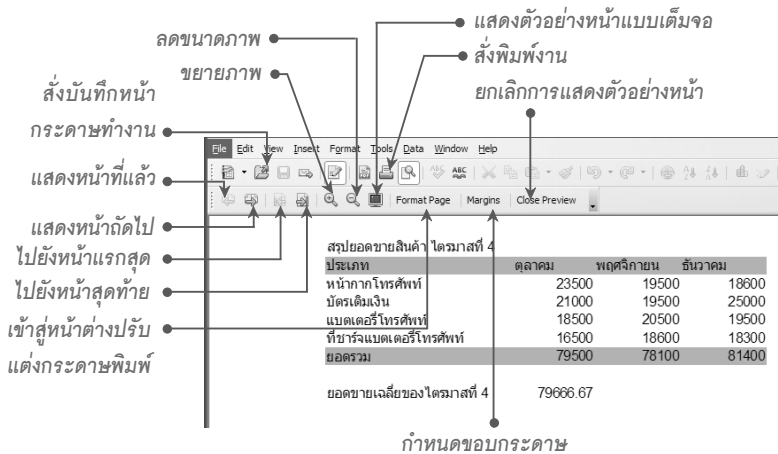 แสดงตัวอย่างหน้าแบบเต็มจอ
ลดขนาดภาพ
สั่งพิมพ์งาน
ขยายภาพ
ยกเลิกการแสดงตัวอย่างหน้า
สั่งบันทึกหน้า
กระดาษทำงาน
File Edit View Insert Format Tools Data Window Help
แสดงหน้าที่แล้ว
Format Page Margins Close Preview
แสดงหน้าถัดไป
ไปยังหน้าแรกสุด
ไปยังหน้าสุดท้าย
เข้าสู่หน้าต่างปรับ
แต่งกระดาษพิมพ์
สรุปยอดขายสินค้า ไตรมาสที่ 4
ประเภท ตุลาคม พฤศจิกายน ธันวาคม
หน้ากากโทรศัพท์ 23500 19500 18600
บัตรเติมเงิน 21000 19500 25000
แบตเตอรี่โทรศัพท์ 18500 20500 19500
ที่ชาร์จแบตเตอรี่โทรศัพท์ 16500 18600 18300
ยอดรวม 79500 78100 81400
ยอดขายเฉลี่ยของไตรมาสที่ 4 79666.67
กำหนดขอบกระดาษ